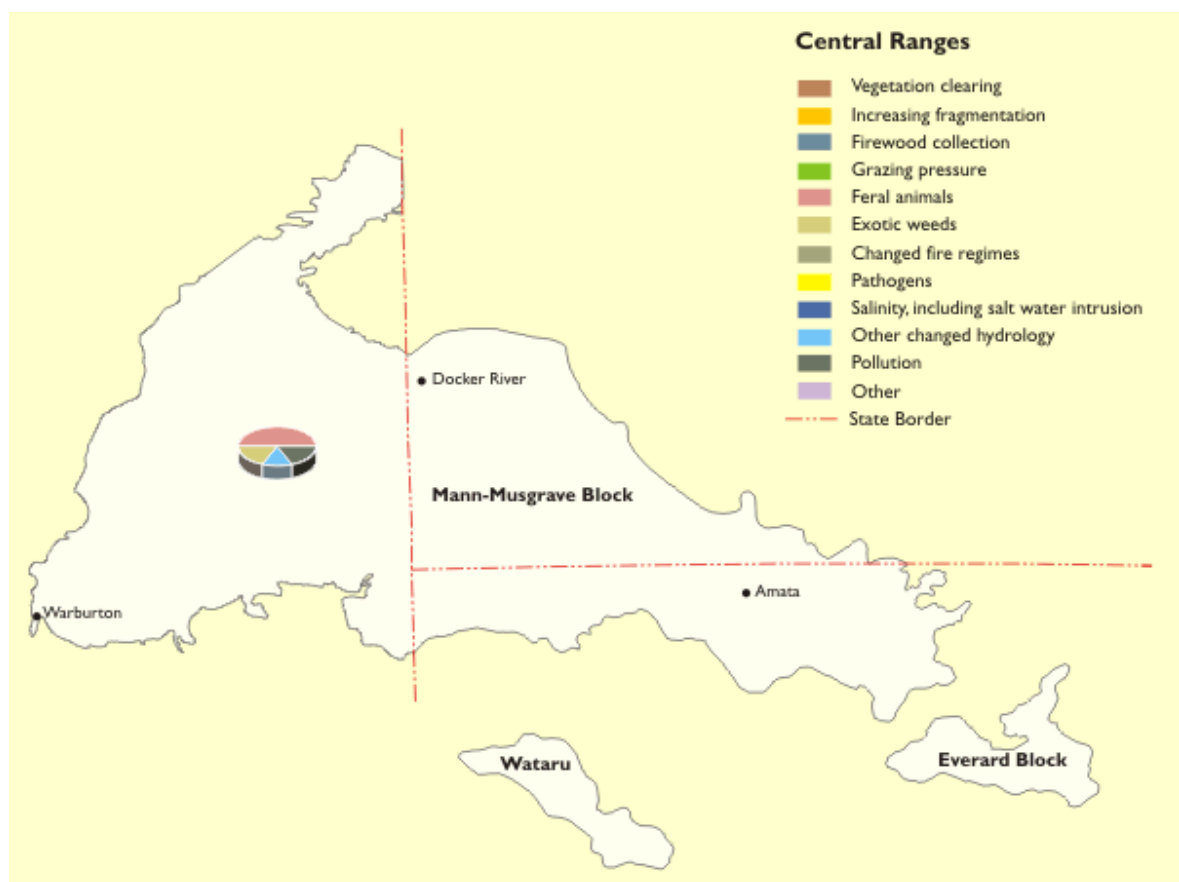 Central Ranges
Vegetation clearing
Increasing fragmentation
Firewood collection
Grazing pressure
Feral animals
Exotic weeds
Changed fire regimes
Pathogens
Salinity, including salt water intrusion
Other changed hydrology
Pollution
Other
State Border
Docker River
Mann-Musgrave Block
Amata
Warburton
Wataru
Everard Block